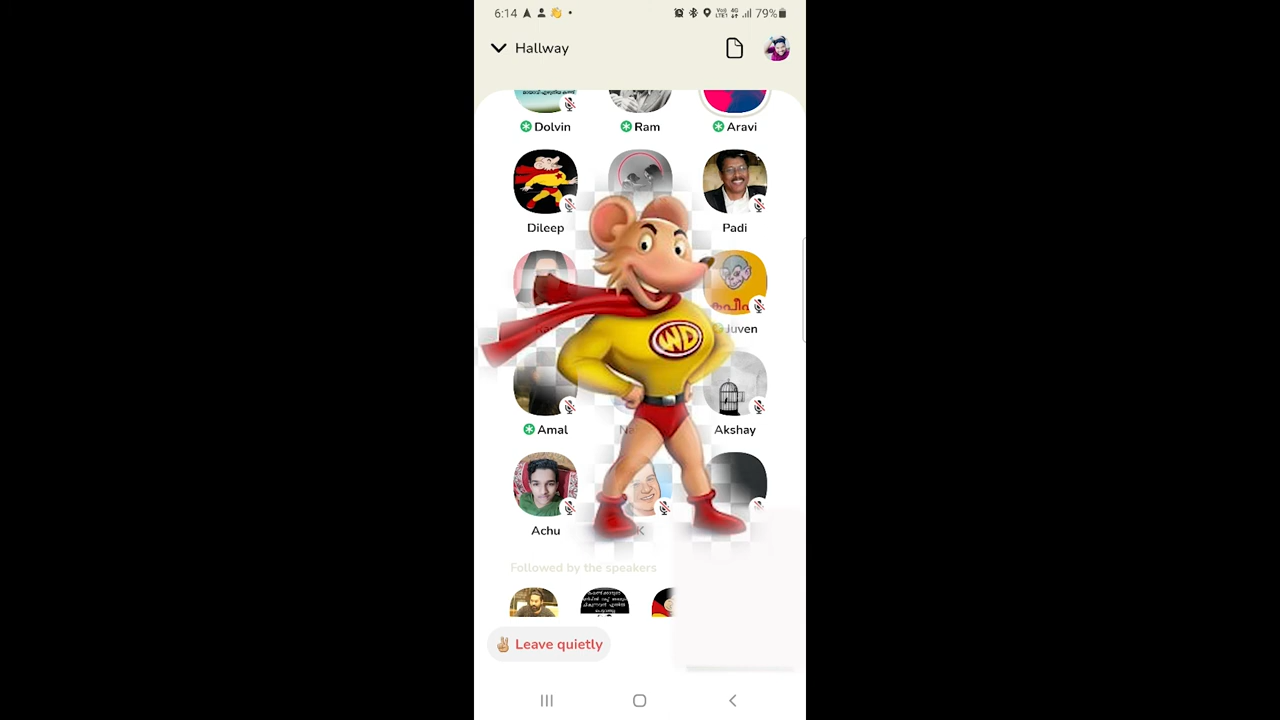 6:14
79%
Hallway
Dolvin
Ram
Aravi
Dileep
Padi
WD
Juven
Amal
Akshay
Achu
K
Followed by the speakers
Leave quietly